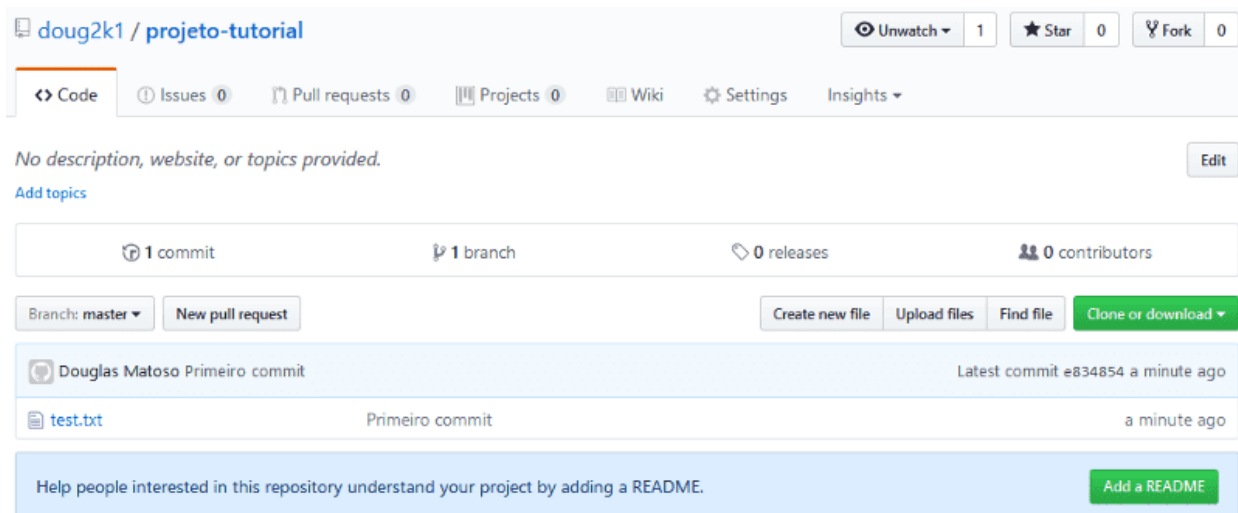 doug2k1 / projeto-tutorial Unwatch 1 Star 0 Fork 0
Code Issues 0 Pull requests 0 Projects 0 Wiki Settings Insights
No description, website, or topics provided. Edit
Add topics
1 commit 1 branch 0 releases 0 contributors
Branch: master New pull request Create new file Upload files Find file Clone or download
Douglas Matoso Primeiro commit Latest commit e834854 a minute ago
test.txt Primeiro commit a minute ago
Help people interested in this repository understand your project by adding a README. Add a README